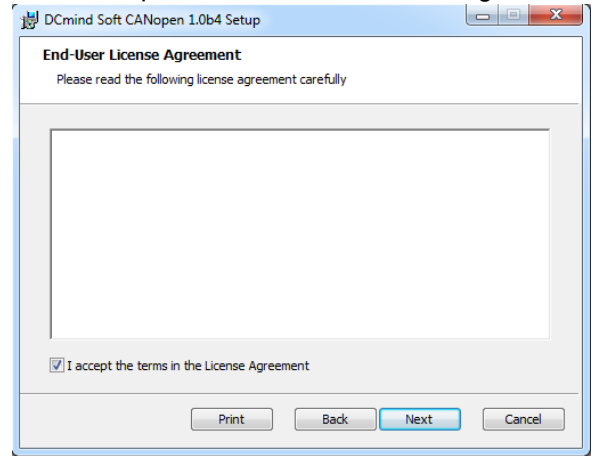 DCmind Soft CANopen 1.0b4 Setup
End-User License Agreement
Please read the following license agreement carefully
I accept the terms in the License Agreement
Print Back Next Cancel